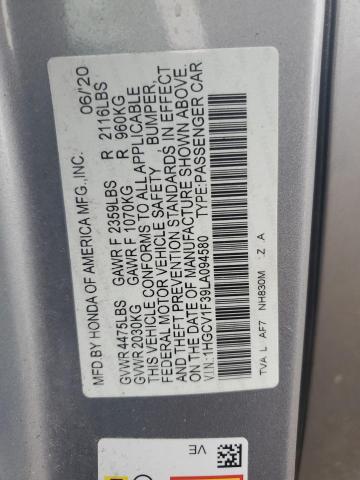 MFD BY HONDA OF AMERICA MFG.,INC. 06/20
GVWR 4475LBS GAWR F 2359LBS R 2116LBS
GVWR 2030KG GAWR F 1070KG R 960KG
THIS VEHICLE CONFORMS TO ALL APPLICABLE
FEDERAL MOTOR VEHICLE SAFETY , BUMPER,
AND THEFT PREVENTION STANDARDS IN EFFECT
ON THE DATE OF MANUFACTURE SHOWN ABOVE.
V.I.N.:1HGCV1F39LA094580 TYPE:PASSENGER CAR
TVA L AF7 NH830M Z A
VE